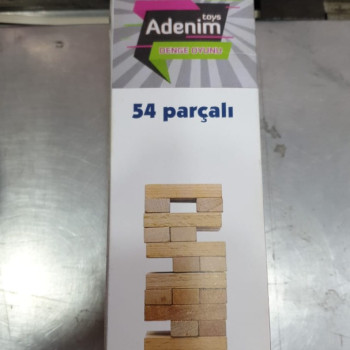 toys
Adenim
DENGE OYUNU
54 parçalı